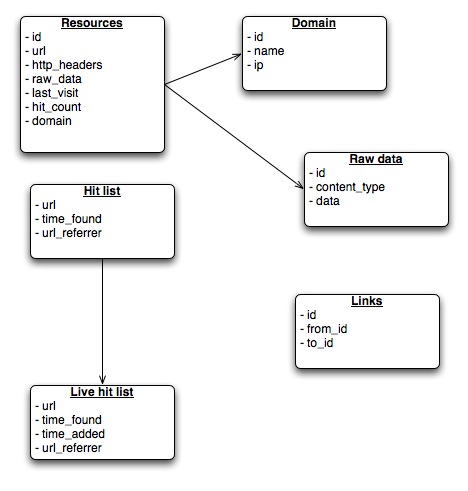 Resources
- id
- url
- http_headers
- raw_data
- last_visit
- hit_count
- domain
Domain
- id
- name
- ip
Raw data
- id
- content_type
- data
Hit list
- url
- time_found
- url_referrer
Links
- id
- from_id
- to_id
Live hit list
- url
- time_found
- time_added
- url_referrer